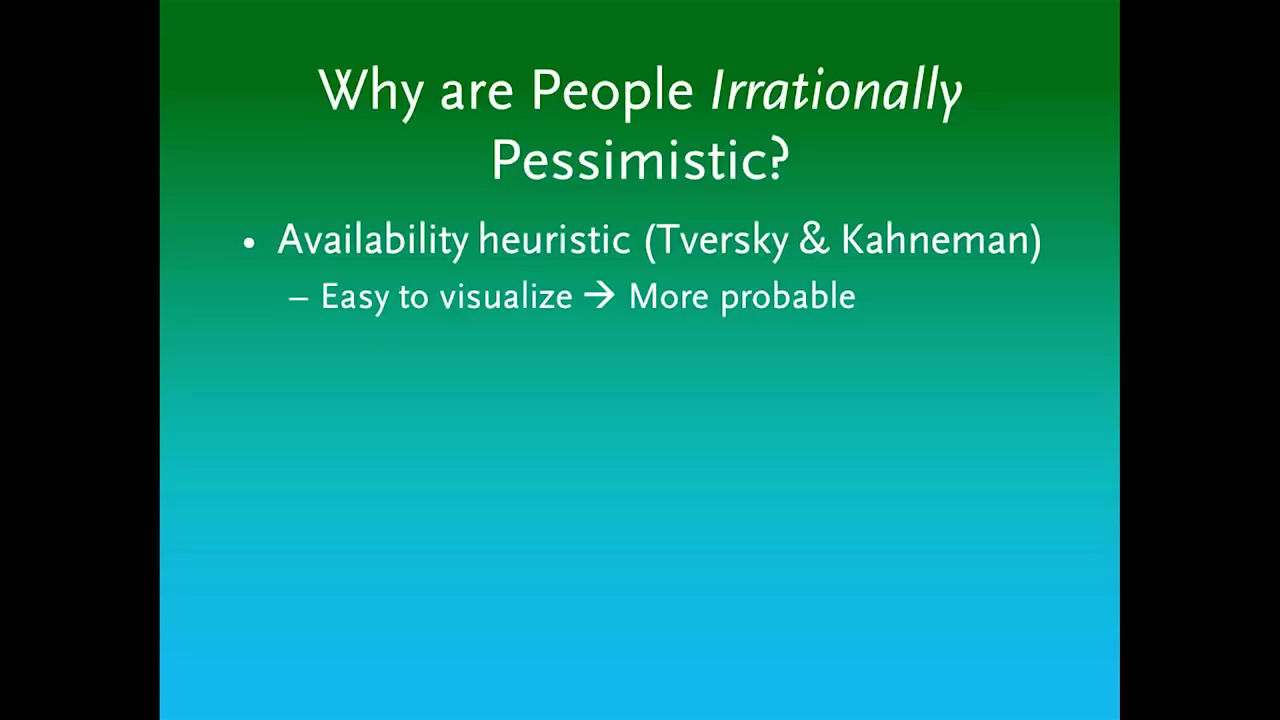 Why are People Irrationally
Pessimistic?
• Availability heuristic (Tversky & Kahneman)
– Easy to visualize → More probable